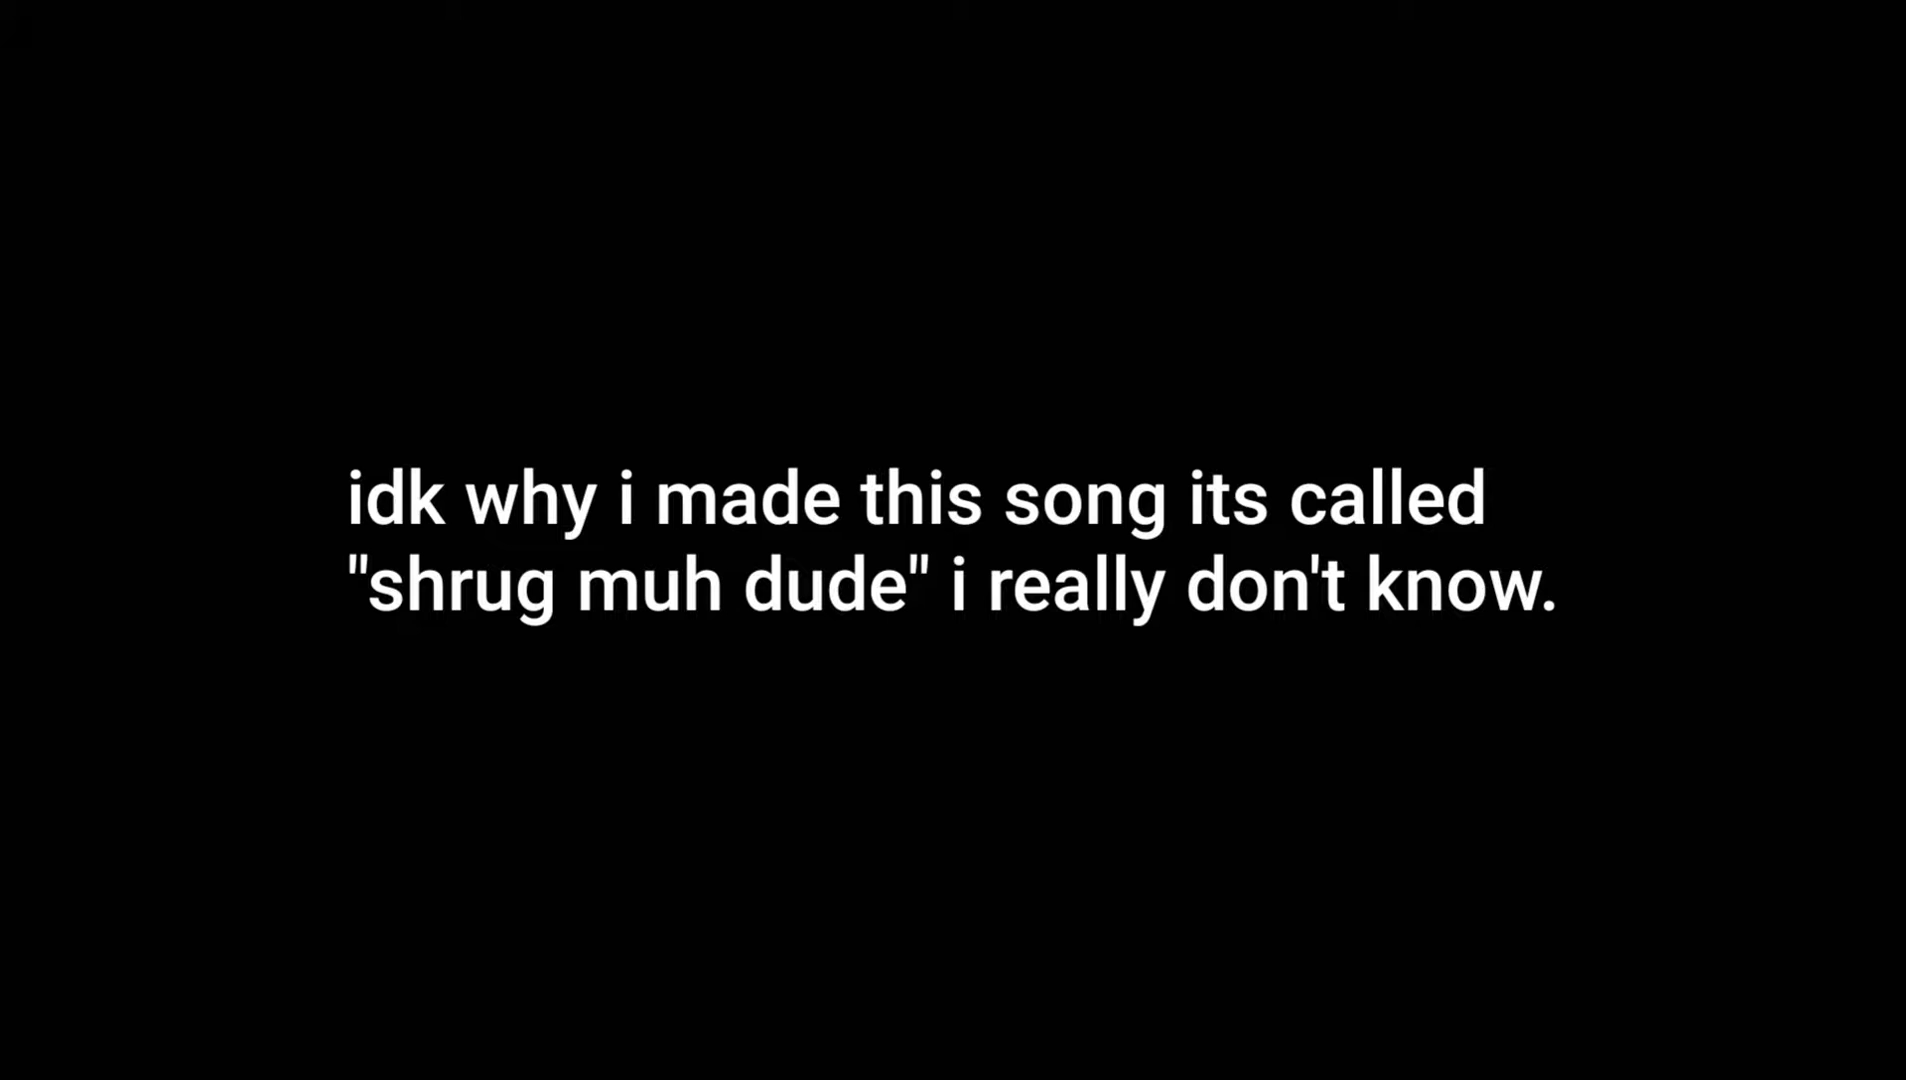 idk why i made this song its called
"shrug muh dude" i really don't know.